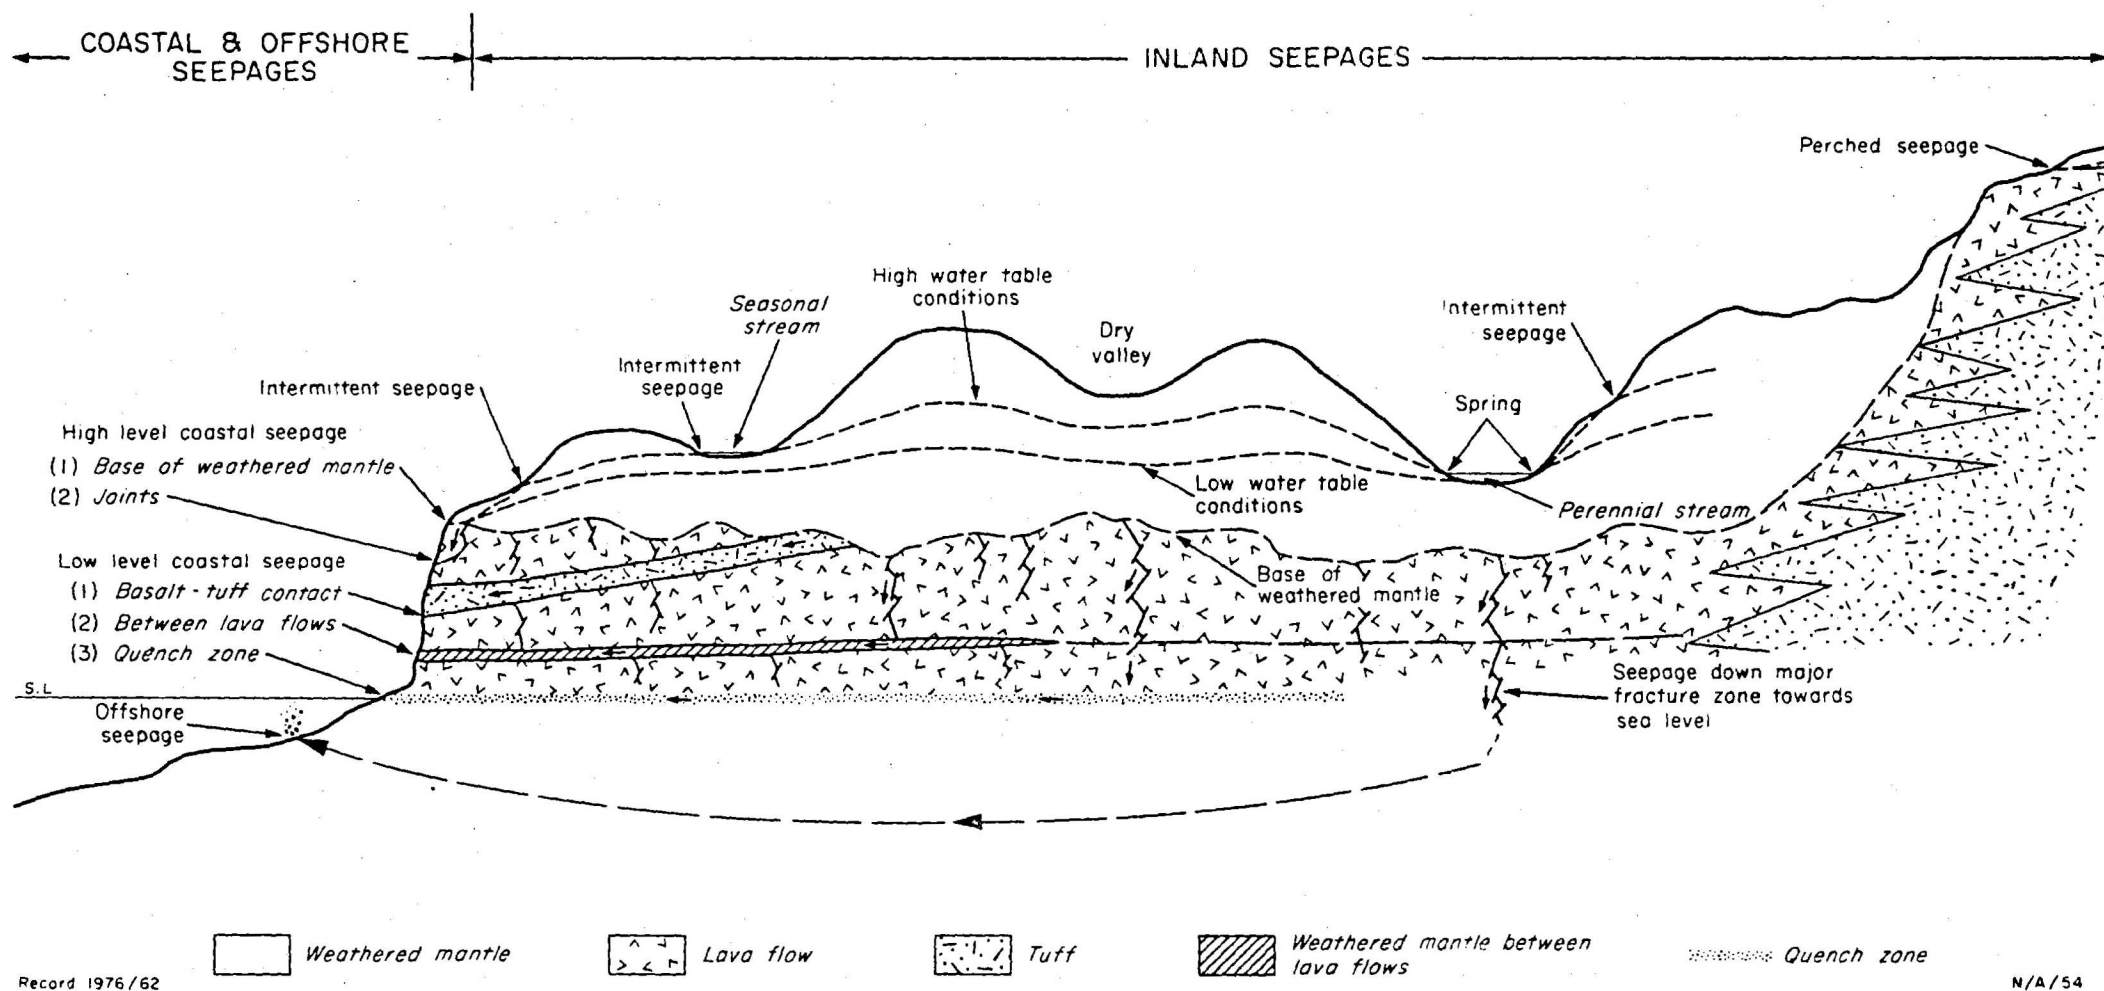 COASTAL & OFFSHORE
SEEPAGES
INLAND SEEPAGES
Perched seepage
High water table
conditions
Seasonal
stream
Dry
valley
Intermittent
seepage
Intermittent
seepage
Intermittent seepage
Spring
High level coastal seepage
(1) Base of weathered mantle
(2) Joints
Low water table
conditions
Perennial stream
Low level coastal seepage
(1) Basalt-tuff contact
(2) Between lava flows
(3) Quench zone
Base of
weathered mantle
Seepage down major
fracture zone towards
sea level
S.L
Offshore
seepage
Weathered mantle
Lava flow
Tuff
Weathered mantle between
lava flows
Quench zone
Record 1976/62
N/A/54